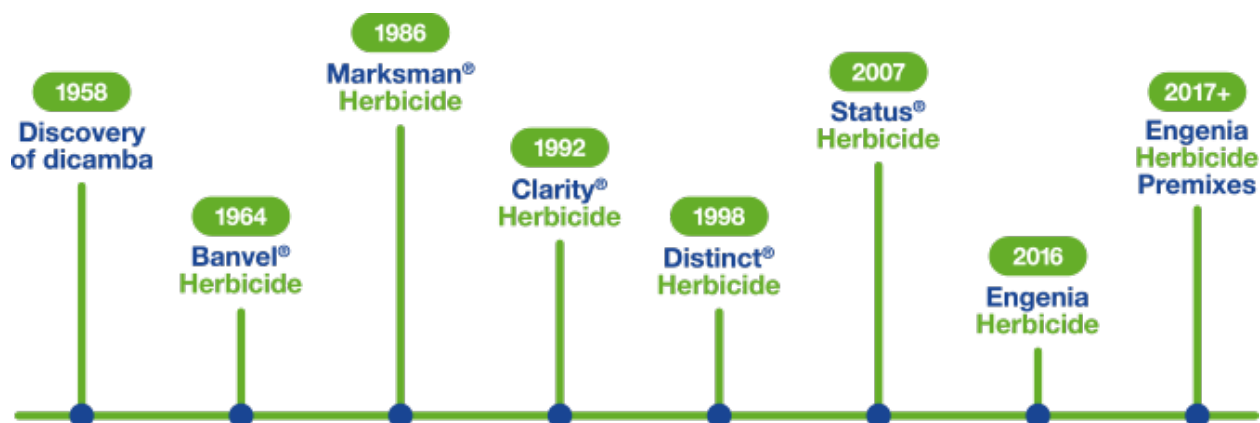 1958
Discovery
of dicamba
1964
Banvel®
Herbicide
1986
Marksman®
Herbicide
1992
Clarity®
Herbicide
1998
Distinct®
Herbicide
2007
Status®
Herbicide
2016
Engenia
Herbicide
2017+
Engenia
Herbicide
Premixes